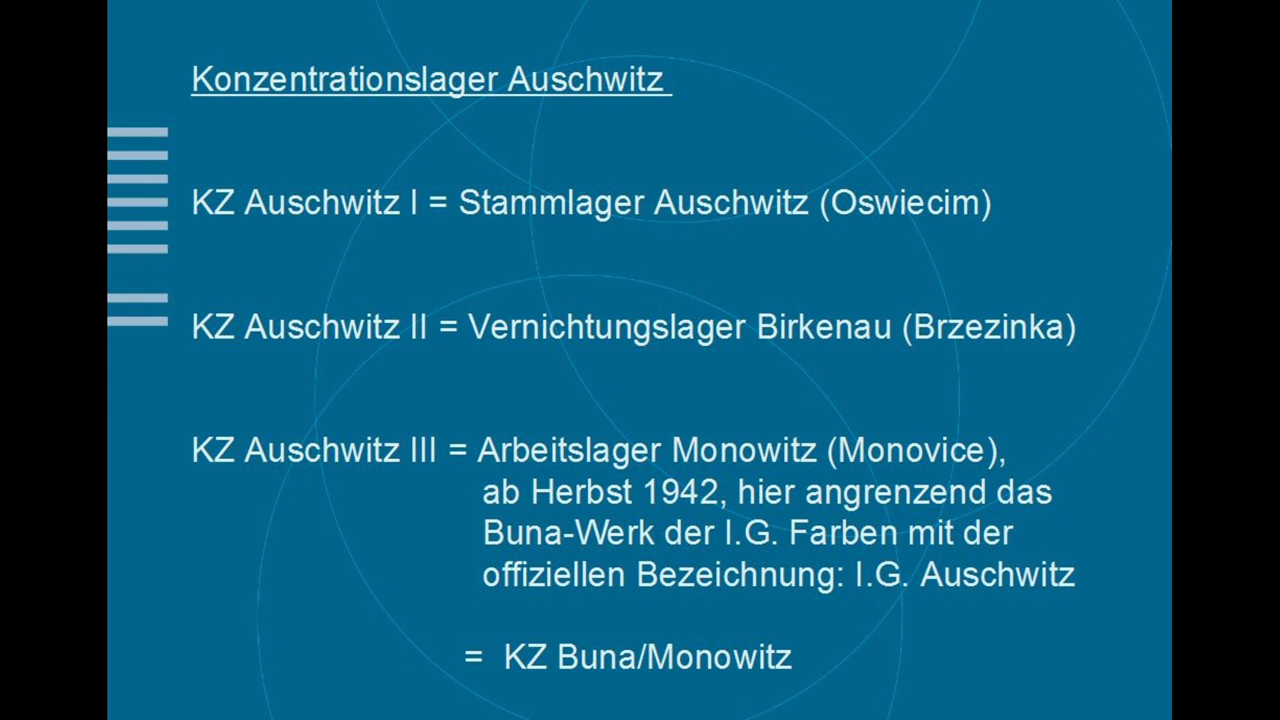 Konzentrationslager Auschwitz
KZ Auschwitz I = Stammlager Auschwitz (Oswiecim)
KZ Auschwitz II = Vernichtungslager Birkenau (Brzezinka)
KZ Auschwitz III = Arbeitslager Monowitz (Monovice),
ab Herbst 1942, hier angrenzend das
Buna-Werk der I.G. Farben mit der
offiziellen Bezeichnung: I.G. Auschwitz
= KZ Buna/Monowitz